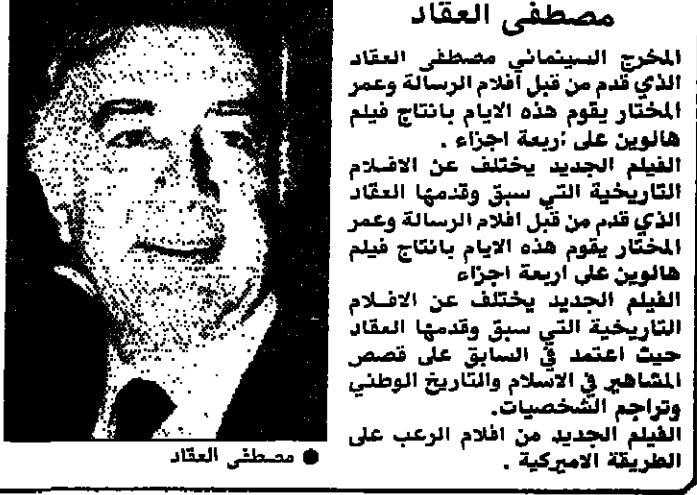 مصطفى العقاد
المخرج السينمائي مصطفى العقاد
الذي قدم من قبل افلام الرسالة وعمر
المختار يقوم هذه الايام بانتاج فيلم
هالوين على اربعة اجزاء .
الفيلم الجديد يختلف عن الافلام
التاريخية التي سبق وقدمها العقاد
الذي قدم من قبل افلام الرسالة وعمر
المختار يقوم هذه الايام بانتاج فيلم
هالوين على اربعة اجزاء
الفيلم الجديد يختلف عن الافلام
التاريخية التي سبق وقدمها العقاد
حيث اعتمد في السابق على قصص
المشاهير في الاسلام والتاريخ الوطني
وتراجم الشخصيات.
الفيلم الجديد من افلام الرعب على
الطريقة الاميركية .
● مصطفى العقاد